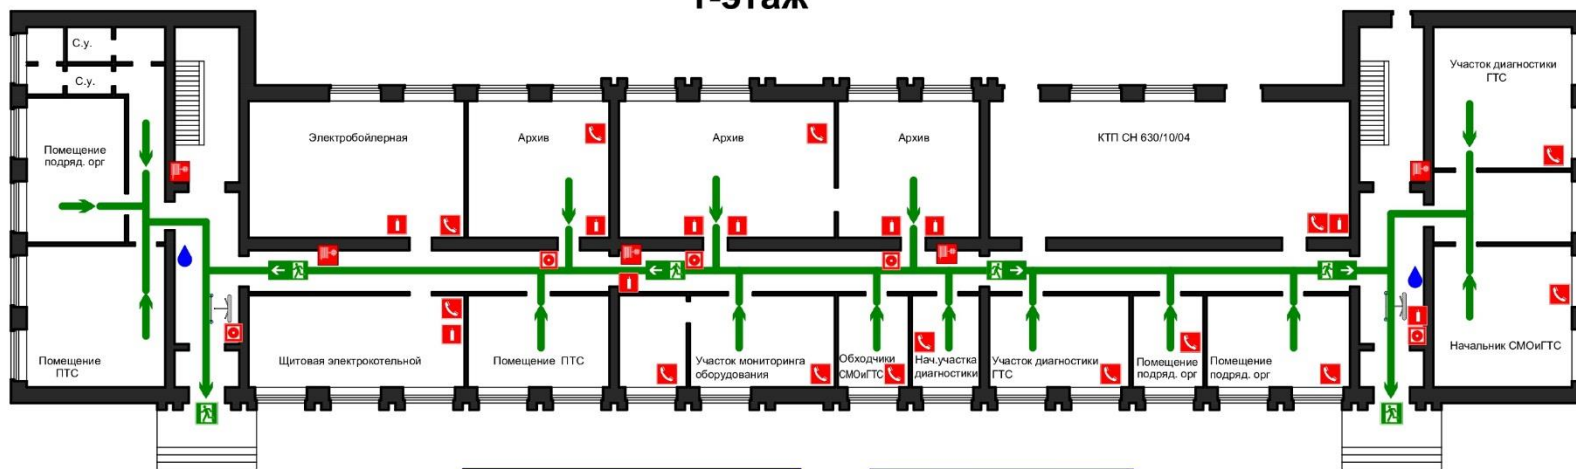 1-этаж
С.у.
С.у.
Помещение
подряд. орг
Помещение
ПТС
Электробойлерная
Архив
Архив
Архив
КТП СН 630/10/04
Участок диагностики
ГТС
Щитовая электрокотельной
Помещение ПТС
Участок мониторинга
оборудования
Обходчики
СМОиГТС
Нач.участка
диагностики
Участок диагностики
ГТС
Помещение
подряд. орг
Помещение
подряд. орг
Начальник СМОиГТС